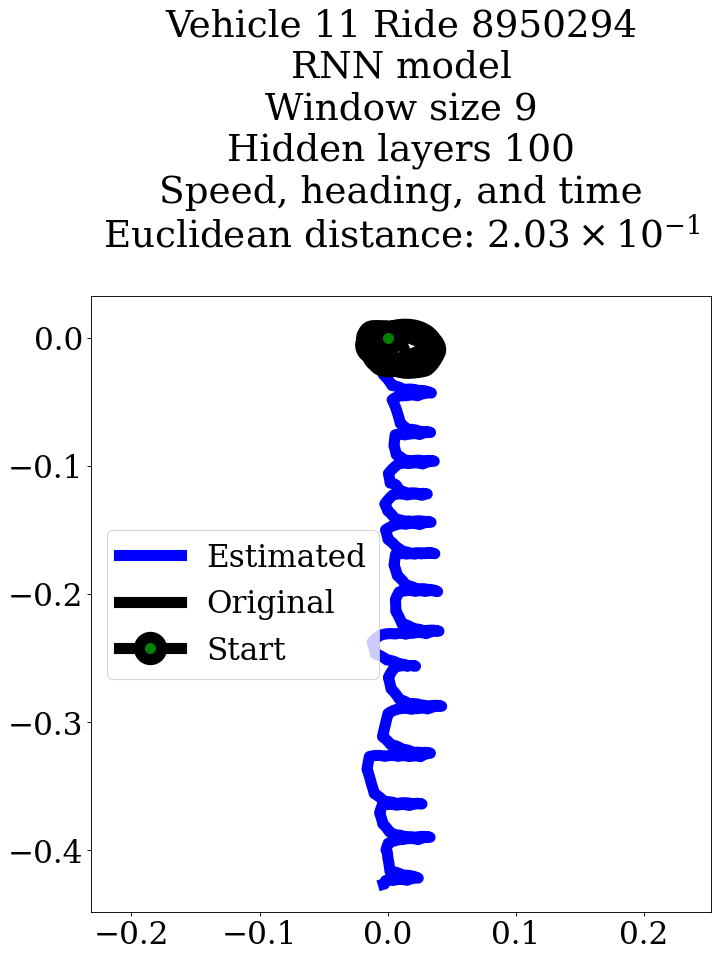 Vehicle 11 Ride 8950294
RNN model
Window size 9
Hidden layers 100
Speed, heading, and time
Euclidean distance: 2.03 × 10⁻¹
0.0
−0.1
−0.2
−0.3
−0.4
Estimated
Original
Start
−0.2 −0.1 0.0 0.1 0.2